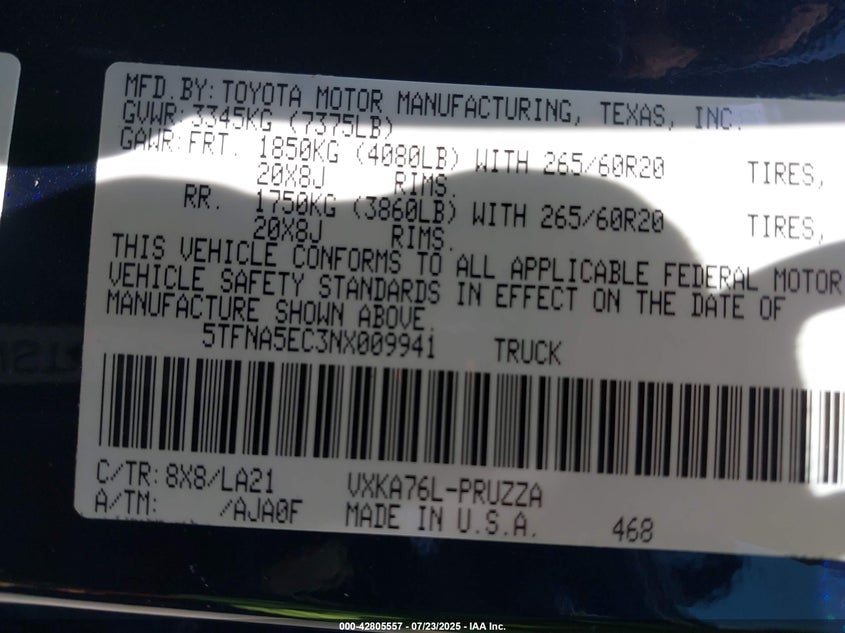 MFD. BY: TOYOTA MOTOR MANUFACTURING, TEXAS, INC.
GVWR: 3345KG (7375LB)
GAWR: FRT. 1850KG (4080LB) WITH 265/60R20 TIRES,
20X8J RIMS.
RR. 1750KG (3860LB) WITH 265/60R20 TIRES,
20X8J RIMS.
THIS VEHICLE CONFORMS TO ALL APPLICABLE FEDERAL MOTOR
VEHICLE SAFETY STANDARDS IN EFFECT ON THE DATE OF
MANUFACTURE SHOWN ABOVE.
5TFNA5EC3NX009941 TRUCK
C/TR: 8X8/LA21 VXKA76L-PRUZZA
A/TM: /AJA0F MADE IN U.S.A. 468
000-42805557 - 07/23/2025 - IAA Inc.